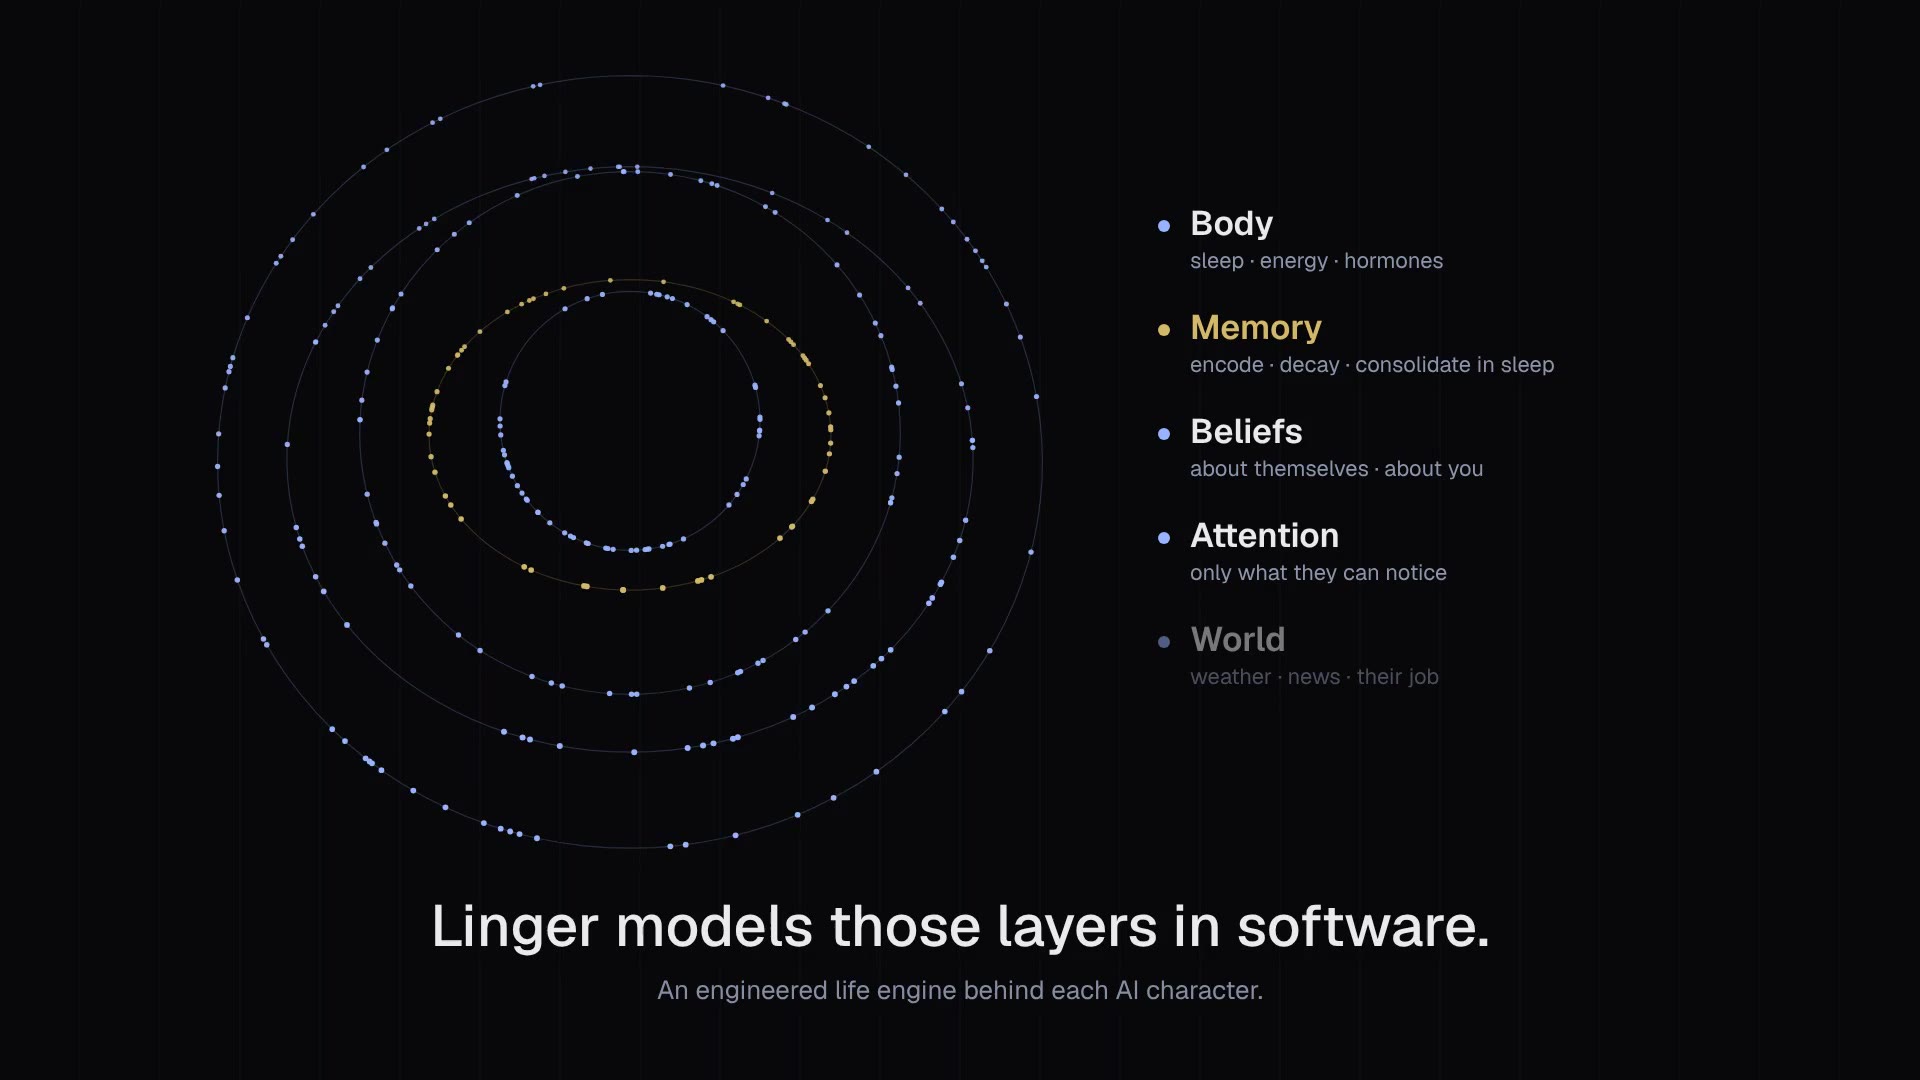 Body
sleep · energy · hormones
Memory
encode · decay · consolidate in sleep
Beliefs
about themselves · about you
Attention
only what they can notice
World
weather · news · their job
Linger models those layers in software.
An engineered life engine behind each AI character.